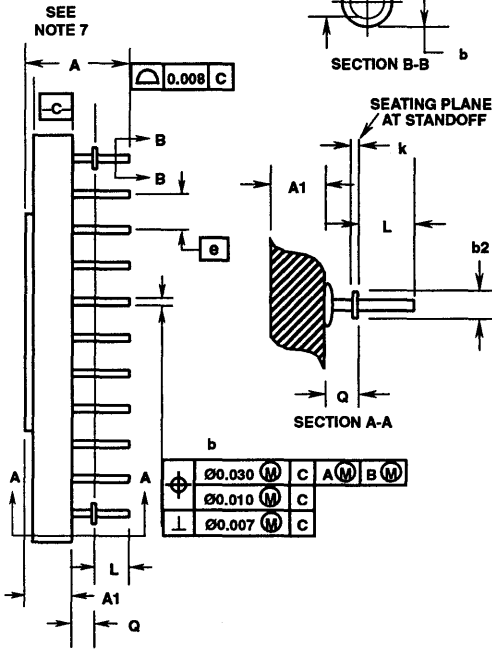 SEE
NOTE 7
A
0.008 C
-C-
B
B
e
b
SECTION B-B
SEATING PLANE
AT STANDOFF
k
A1
L
b2
Q
SECTION A-A
b
Ø0.030 Ⓜ C A Ⓜ B Ⓜ
Ø0.010 Ⓜ C
⊥ Ø0.007 Ⓜ C
A
A
L
A1
Q